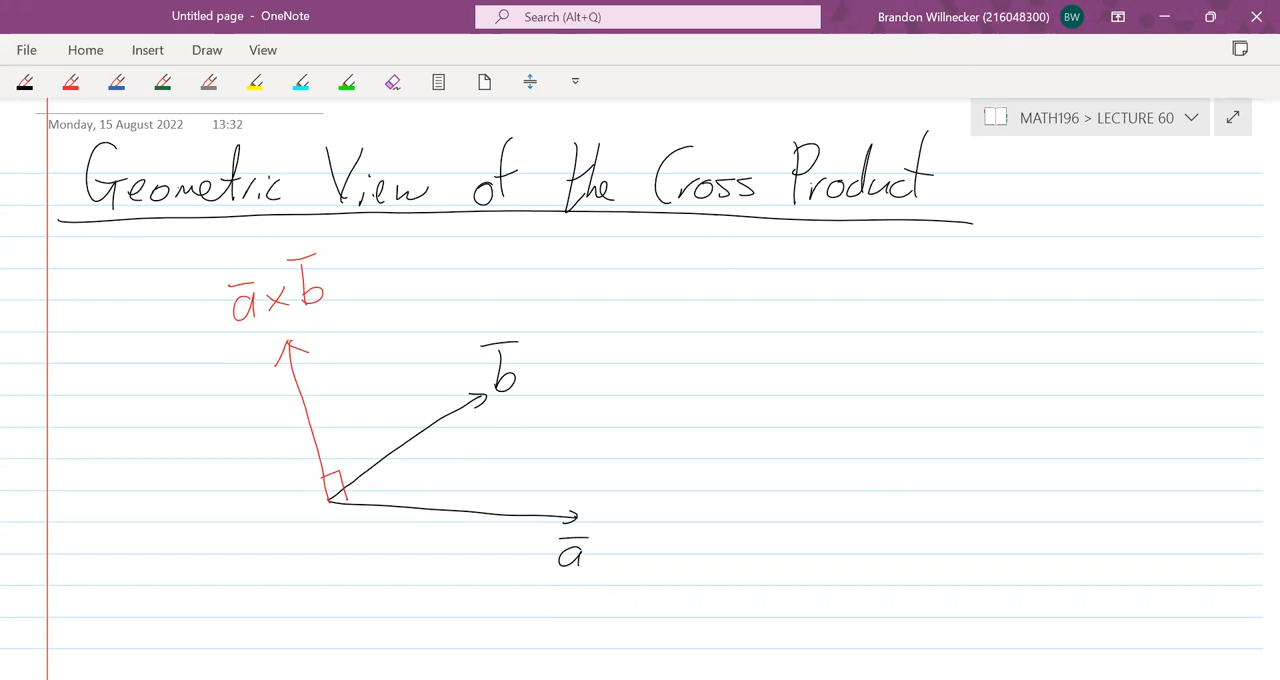 Untitled page - OneNote
Search (Alt+Q)
Brandon Willnecker (216048300)
BW
File Home Insert Draw View
MATH196 > LECTURE 60
Monday, 15 August 2022 13:32
Geometric View of the Cross Product
a̅ × b̅
b̅
a̅